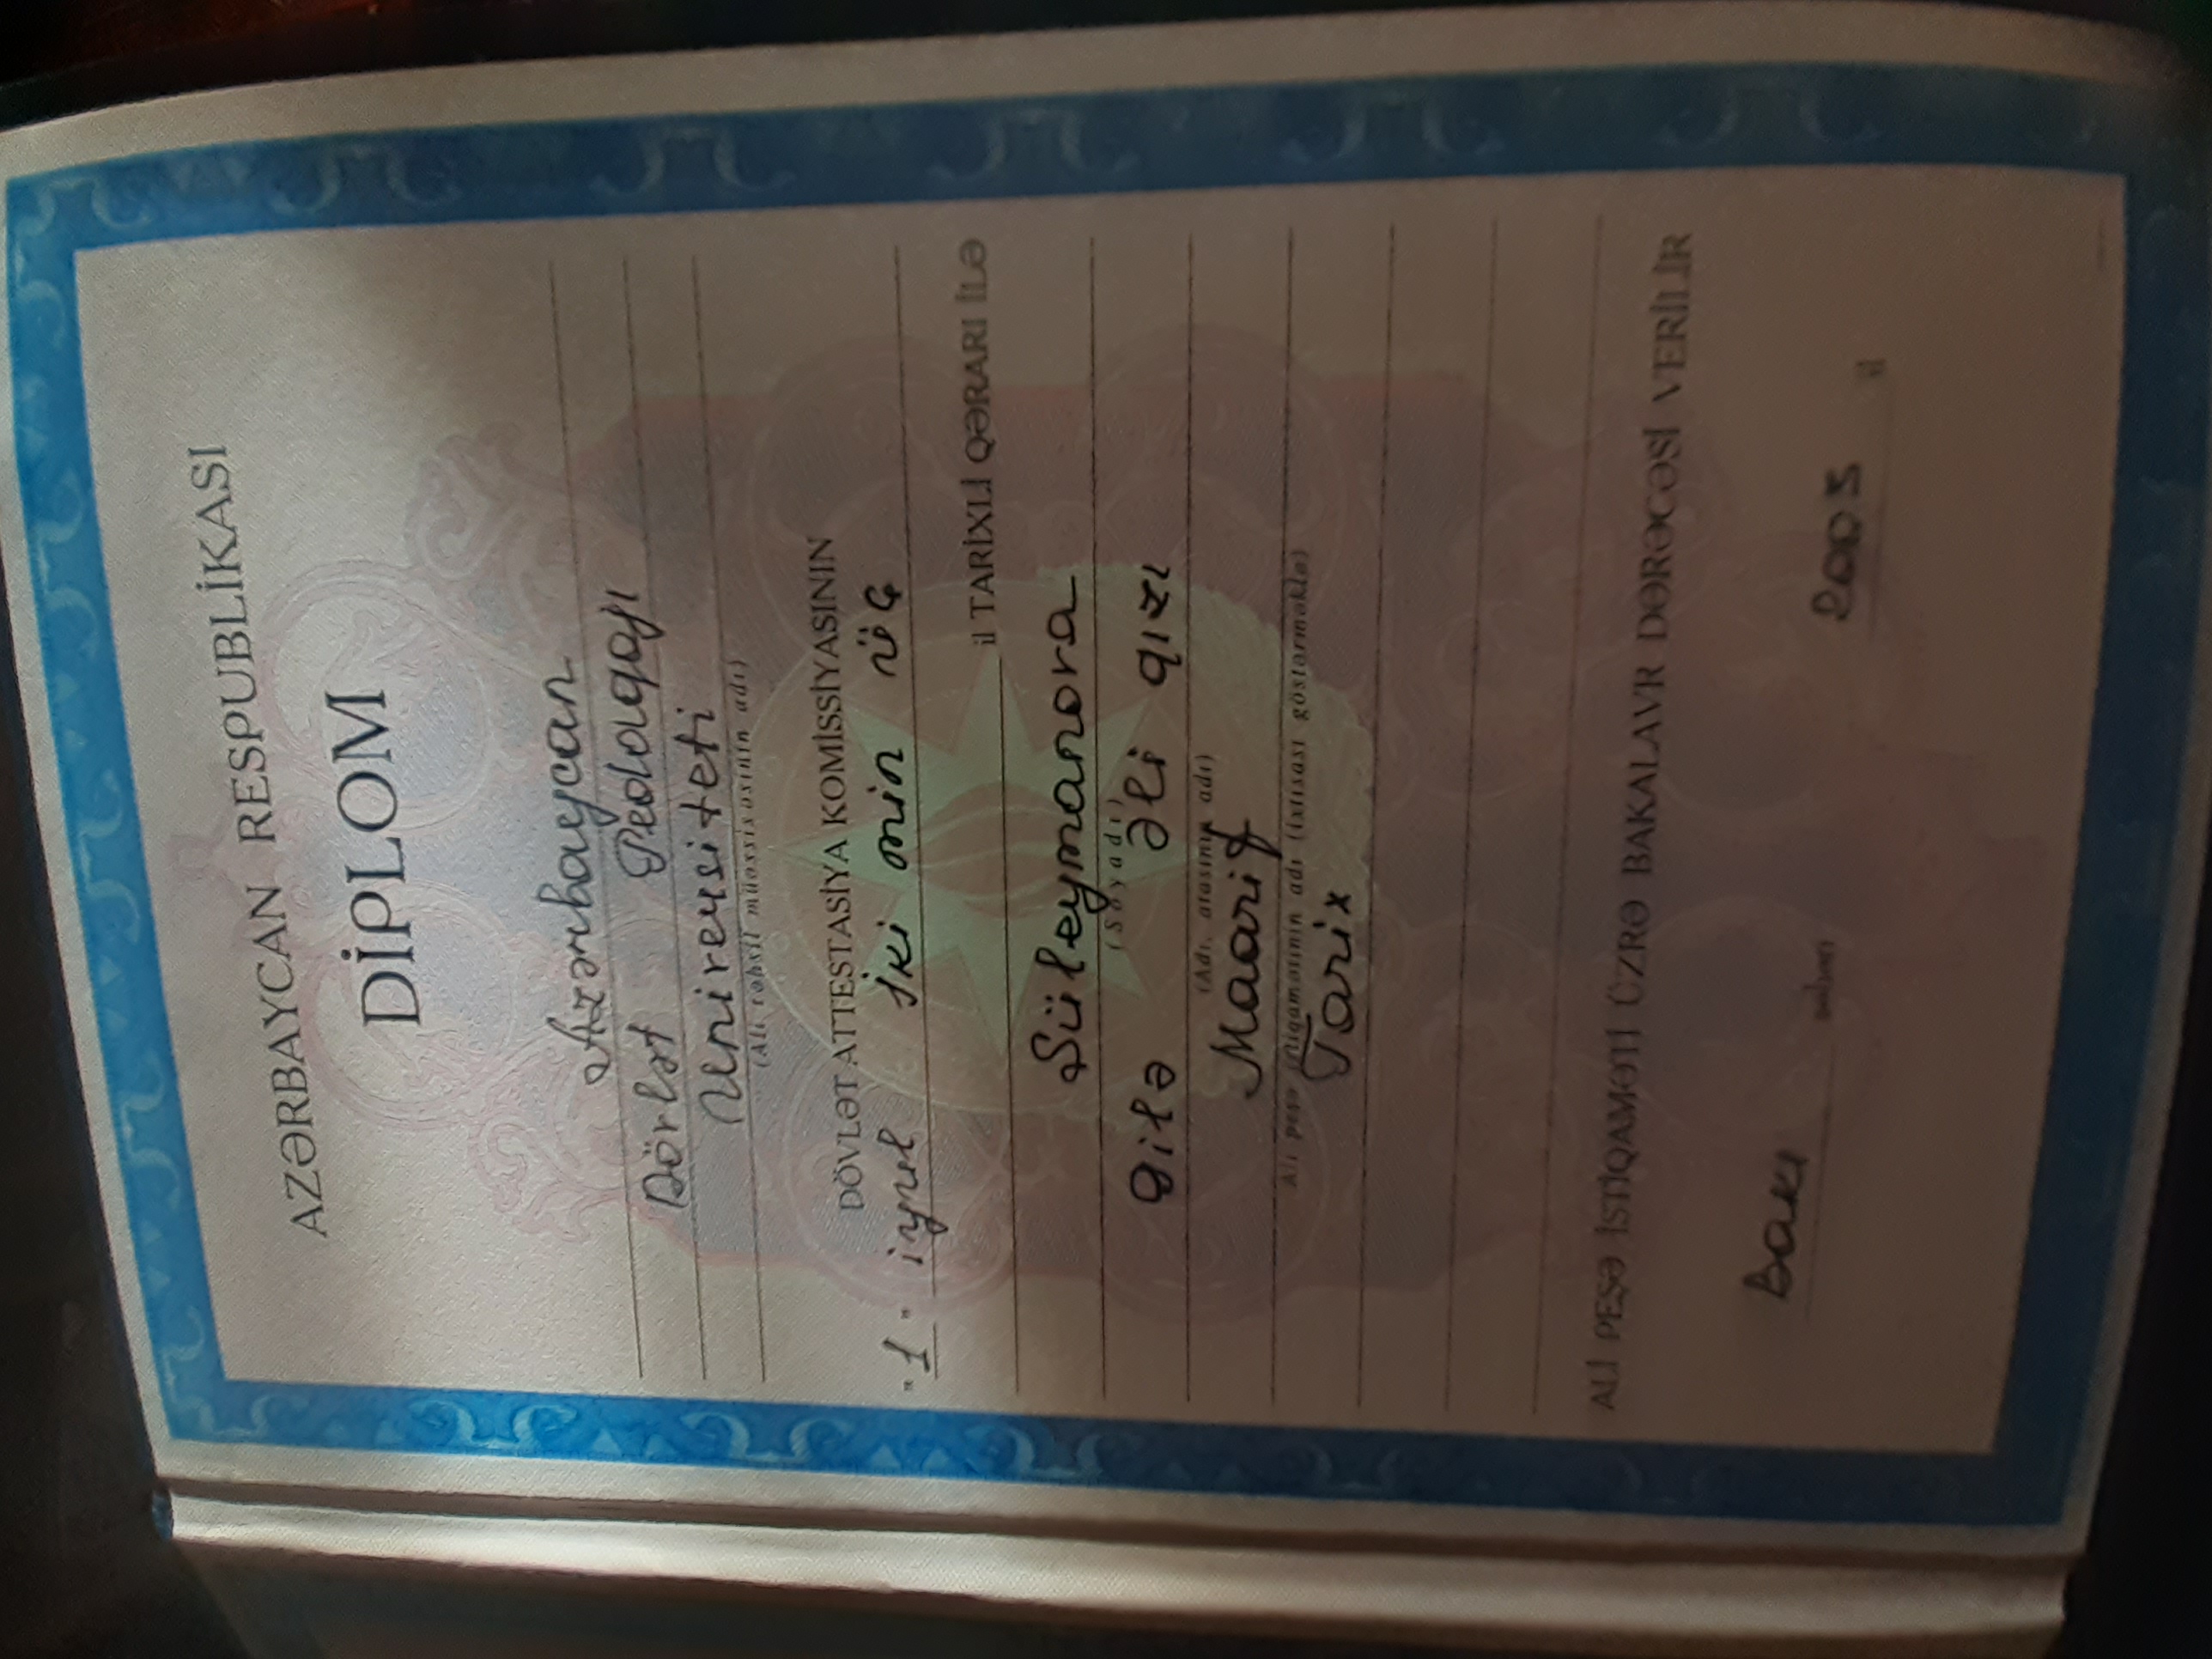 AZƏRBAYCAN RESPUBLİKASI
DİPLOM
Azərbaycan
Dövlət Pedaqoji
Universiteti
(Ali təhsil müəssisəsinin adı)
DÖVLƏT ATTESTASİYA KOMİSSİYASININ
"1" iyul iki min üç
il TARİXLİ QƏRARI İLƏ
Süleymanova
(Soyadı)
Əli qızı
(Adı, atasının adı)
Maarif
Ali peşə istiqamətinin adı (ixtisası göstərməklə)
Tarix
ALİ PEŞƏ İSTİQAMƏTİ ÜZRƏ BAKALAVR DƏRƏCƏSİ VERİLİR
Bakı şəhəri 2003 il